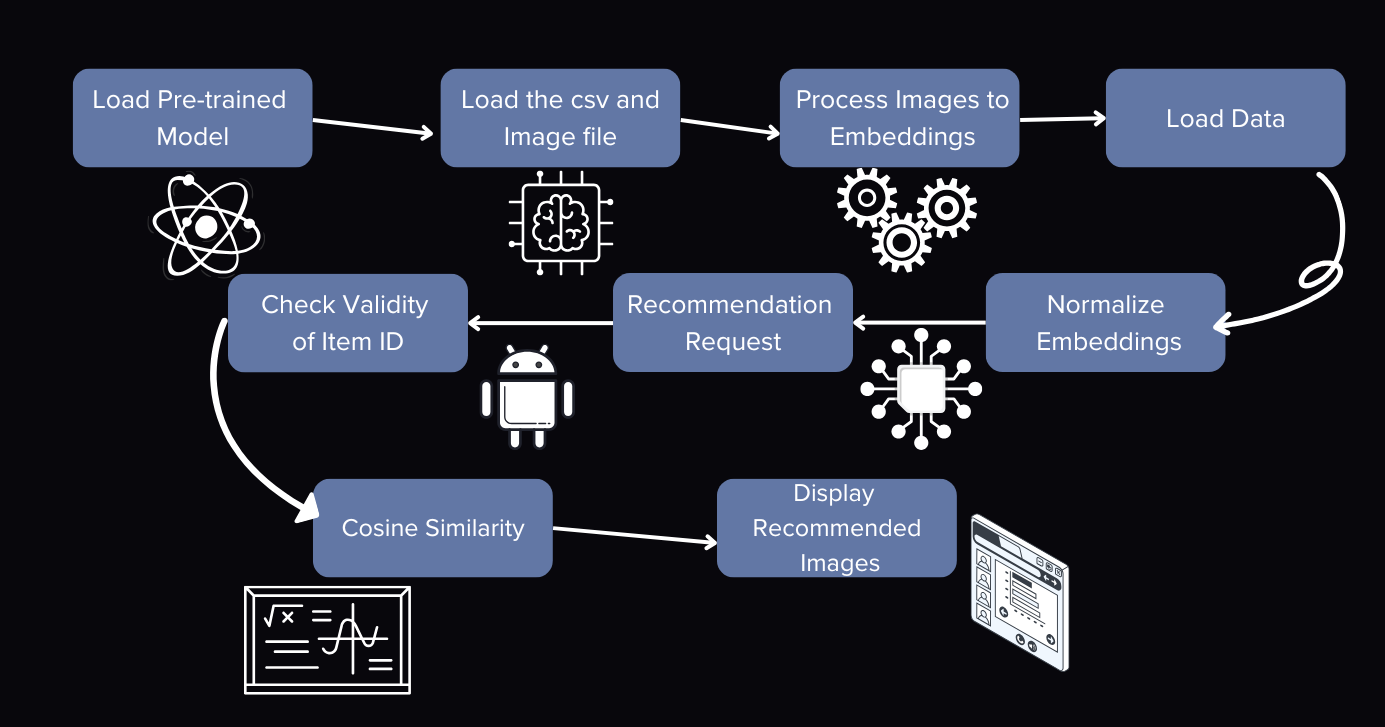 Load Pre-trained
Model
Load the csv and
Image file
Process Images to
Embeddings
Load Data
Normalize
Embeddings
Recommendation
Request
Check Validity
of Item ID
Cosine Similarity
Display
Recommended
Images
√x =